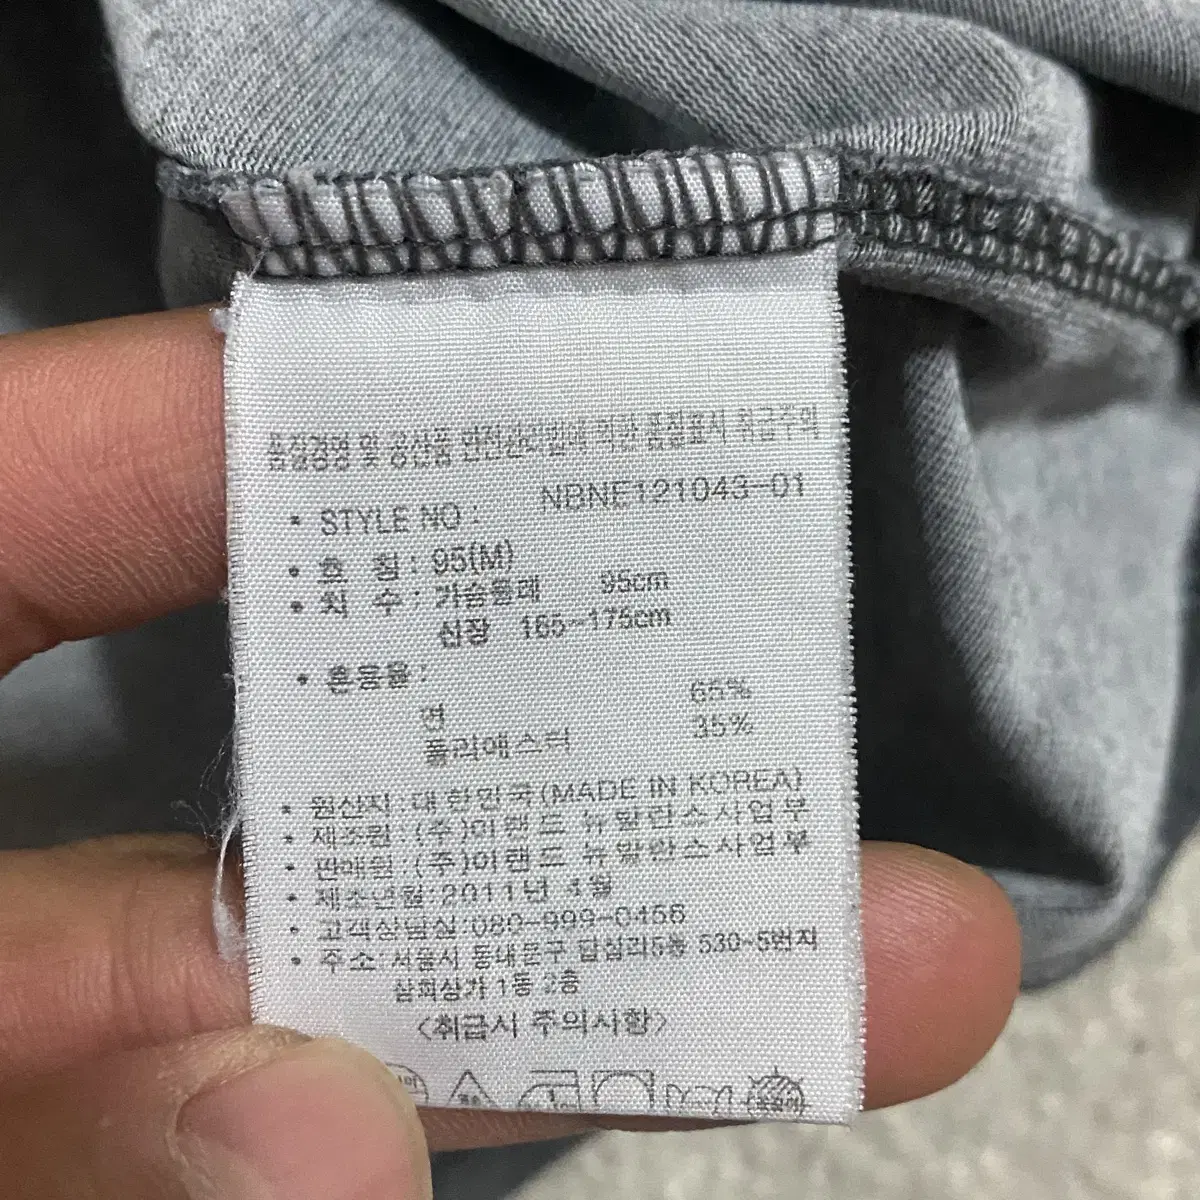 품질경영 및 공산품 안전관리법에 의한 품질표시 취급주의
• STYLE NO : NBNE121043-01
• 호 칭 : 95(M)
• 치 수 : 가슴둘레 95cm
신장 165~175cm
• 혼용율 :
면 65%
폴리에스터 35%
• 원산지 : 대한민국(MADE IN KOREA)
• 제조원 : (주)이랜드 뉴발란스사업부
• 판매원 : (주)이랜드 뉴발란스사업부
• 제조년월 : 2011년 4월
• 고객상담실 : 080-999-0456
• 주소 : 서울시 동대문구 답십리5동 530-5번지
삼희상가 1동 2층
<취급시 주의사항>